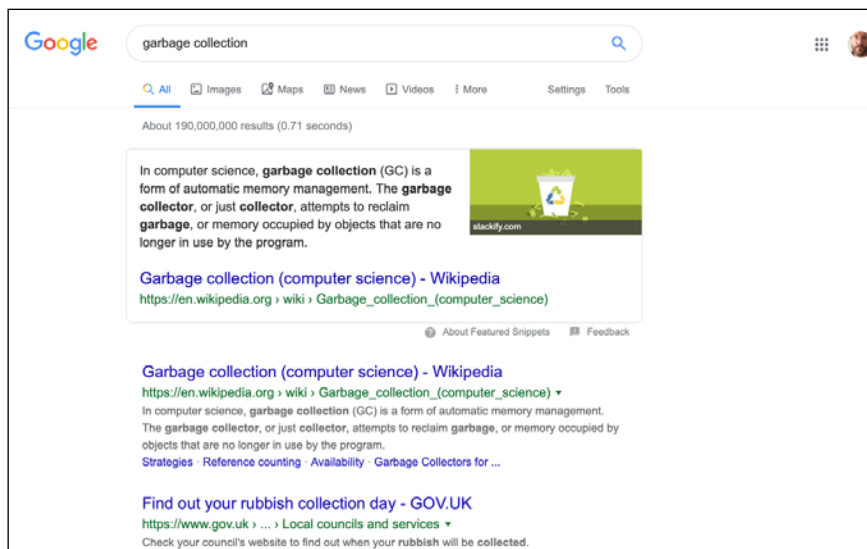 Google
garbage collection
All Images Maps News Videos More Settings Tools
About 190,000,000 results (0.71 seconds)
In computer science, garbage collection (GC) is a
form of automatic memory management. The garbage
collector, or just collector, attempts to reclaim
garbage, or memory occupied by objects that are no
longer in use by the program.
stackify.com
Garbage collection (computer science) - Wikipedia
https://en.wikipedia.org › wiki › Garbage_collection_(computer_science)
About Featured Snippets Feedback
Garbage collection (computer science) - Wikipedia
https://en.wikipedia.org › wiki › Garbage_collection_(computer_science)
In computer science, garbage collection (GC) is a form of automatic memory management.
The garbage collector, or just collector, attempts to reclaim garbage, or memory occupied by
objects that are no longer in use by the program.
Strategies · Reference counting · Availability · Garbage Collectors for ...
Find out your rubbish collection day - GOV.UK
https://www.gov.uk › ... › Local councils and services
Check your council's website to find out when your rubbish will be collected.